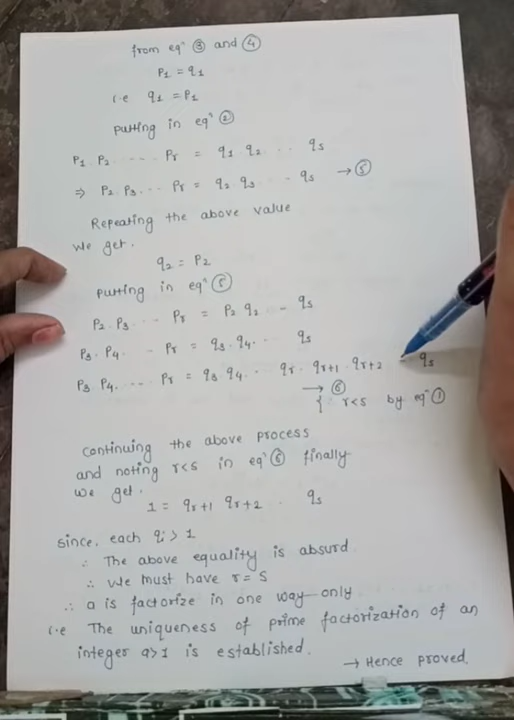 from eqⁿ ③ and ④
P₁ = q₁
i.e q₁ = P₁
putting in eqⁿ ②
P₁ . P₂ ---- Pᵣ = q₁ . q₂ .. qₛ
⇒ P₂ . P₃ ... Pᵣ = q₂ . q₃ .. - qₛ → ⑤
Repeating the above value
we get.
q₂ = P₂
putting in eqⁿ ⑤
P₂ . P₃ --- Pᵣ = P₂ q₂ .. - qₛ
P₃ . P₄ .. - Pᵣ = q₃ . q₄ .. qₛ
P₃ P₄ ... - Pᵣ = q₃ q₄ ... qᵣ . qᵣ₊₁ . qᵣ₊₂ qₛ
→ ⑥
{∵ r<s by eqⁿ ①
Continuing the above process
and noting r<s in eqⁿ ⑥ finally
we get.
1 = qᵣ₊₁ qᵣ₊₂ . qₛ
since, each qᵢ > 1
∴ The above equality is absurd.
∴ we must have r = s
∴ a is factorize in one way only
i.e The uniqueness of prime factorization of an
integer a>1 is established.
→ Hence proved.